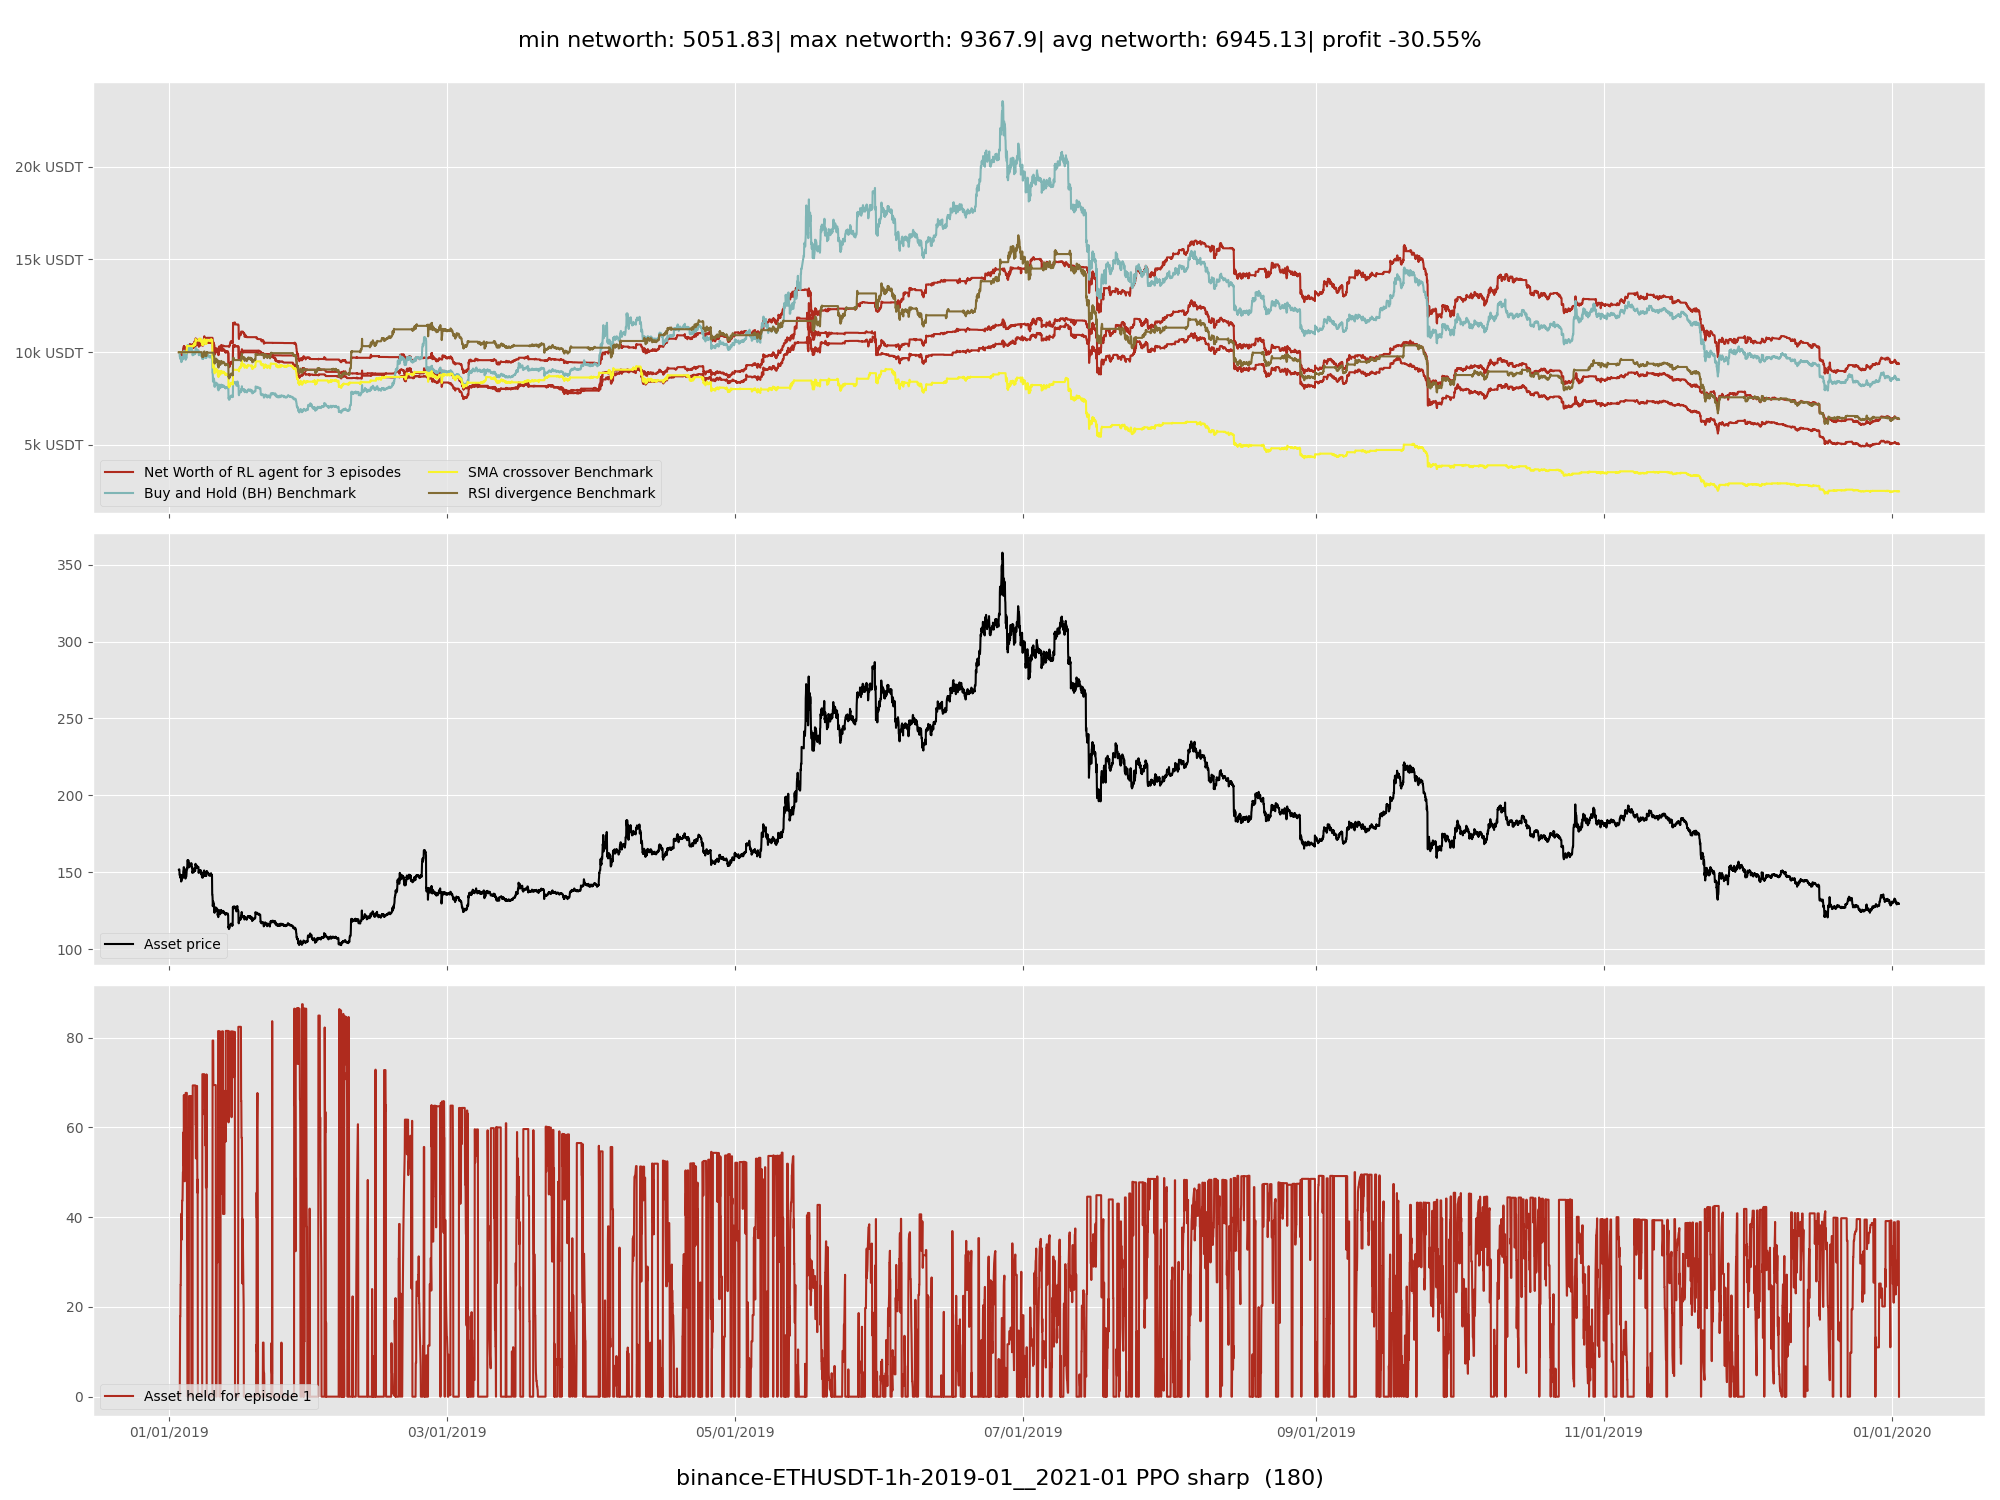 min networth: 5051.83| max networth: 9367.9| avg networth: 6945.13| profit -30.55%
20k USDT
15k USDT
10k USDT
5k USDT
Net Worth of RL agent for 3 episodes
Buy and Hold (BH) Benchmark
SMA crossover Benchmark
RSI divergence Benchmark
350
300
250
200
150
100
Asset price
80
60
40
20
0
Asset held for episode 1
01/01/2019 03/01/2019 05/01/2019 07/01/2019 09/01/2019 11/01/2019 01/01/2020
binance-ETHUSDT-1h-2019-01__2021-01 PPO sharp (180)